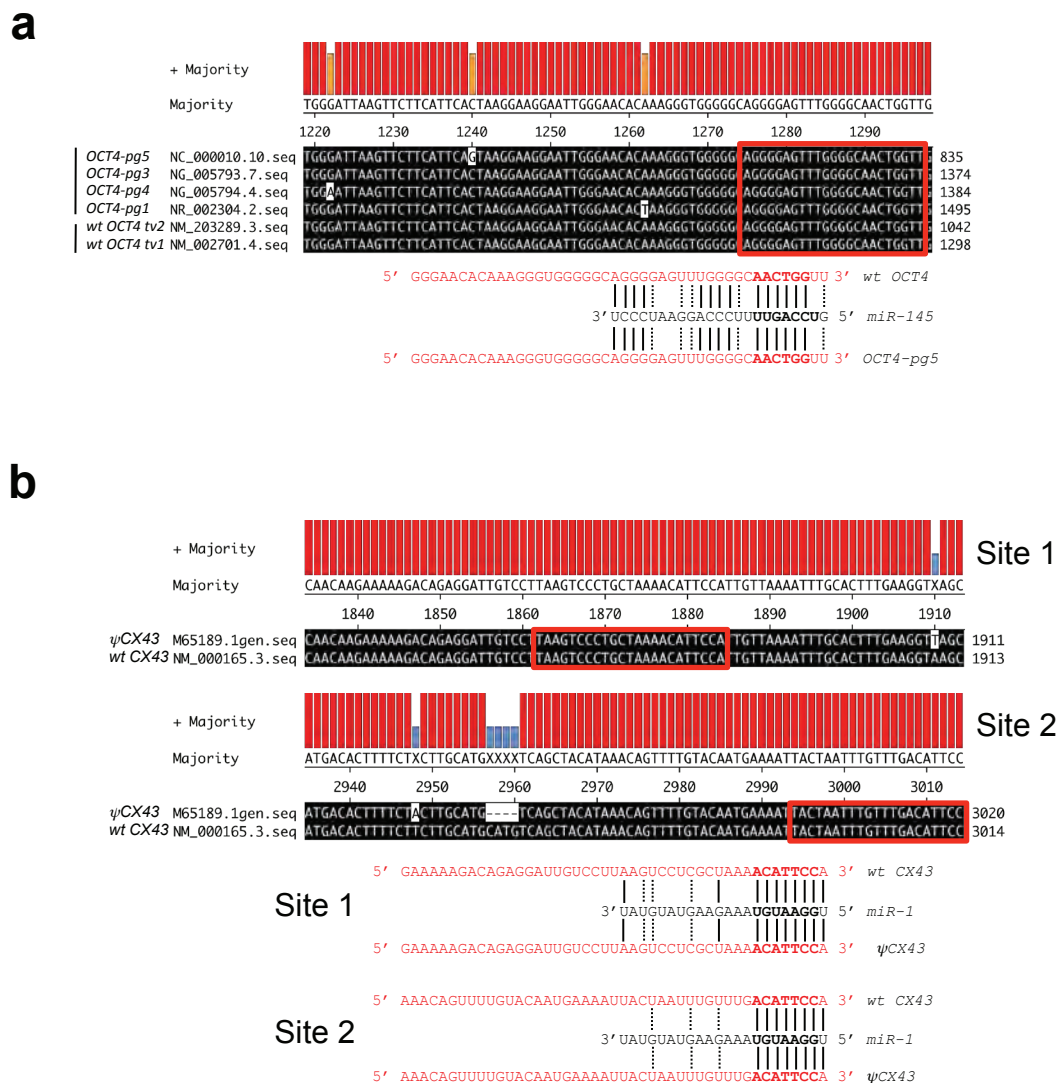 a
+ Majority
Majority TGGGATTAAGTTCTTCATTCACTAAGGAAGGAATTGGGAACACAAAGGGTGGGGGCAGGGGAGTTTGGGGCAACTGGTTG
1220 1230 1240 1250 1260 1270 1280 1290
OCT4-pg5 NC_000010.10.seq TGGGATTAAGTTCTTCATTCAGTAAGGAAGGAATTGGGAACACAAAGGGTGGGGGCAGGGGAGTTTGGGGCAACTGGTTG 835
OCT4-pg3 NG_005793.7.seq TGGGATTAAGTTCTTCATTCACTAAGGAAGGAATTGGGAACACAAAGGGTGGGGGCAGGGGAGTTTGGGGCAACTGGTTG 1374
OCT4-pg4 NG_005794.4.seq TGGAATTAAGTTCTTCATTCACTAAGGAAGGAATTGGGAACACAAAGGGTGGGGGCAGGGGAGTTTGGGGCAACTGGTTG 1384
OCT4-pg1 NR_002304.2.seq TGGGATTAAGTTCTTCATTCACTAAGGAAGGAATTGGGAACACTAAGGGTGGGGGCAGGGGAGTTTGGGGCAACTGGTTG 1495
wt OCT4 tv2 NM_203289.3.seq TGGGATTAAGTTCTTCATTCACTAAGGAAGGAATTGGGAACACAAAGGGTGGGGGCAGGGGAGTTTGGGGCAACTGGTTG 1042
wt OCT4 tv1 NM_002701.4.seq TGGGATTAAGTTCTTCATTCACTAAGGAAGGAATTGGGAACACAAAGGGTGGGGGCAGGGGAGTTTGGGGCAACTGGTTG 1298
5′ GGGAACACAAAGGGUGGGGGCAGGGGAGUUUGGGGCAACTGGUU 3′ wt OCT4
3′UCCCUAAGGACCCUUUUGACCUG 5′ miR-145
5′ GGGAACACAAAGGGUGGGGGCAGGGGAGUUUGGGGCAACTGGUU 3′ OCT4-pg5
b
+ Majority Site 1
Majority CAACAAGAAAAAGACAGAGGATTGTCCTTAAGTCCCTGCTAAAACATTCCATTGTTAAAATTTGCACTTTGAAGGTXAGC
1840 1850 1860 1870 1880 1890 1900 1910
ψCX43 M65189.1gen.seq CAACAAGAAAAAGACAGAGGATTGTCCTTAAGTCCCTGCTAAAACATTCCATTGTTAAAATTTGCACTTTGAAGGTTAGC 1911
wt CX43 NM_000165.3.seq CAACAAGAAAAAGACAGAGGATTGTCCTTAAGTCCCTGCTAAAACATTCCATTGTTAAAATTTGCACTTTGAAGGTAAGC 1913
+ Majority Site 2
Majority ATGACACTTTTCTXCTTGCATGXXXXTCAGCTACATAAACAGTTTTGTACAATGAAAATTACTAATTTGTTTGACATTCC
2940 2950 2960 2970 2980 2990 3000 3010
ψCX43 M65189.1gen.seq ATGACACTTTTCTACTTGCATG----TCAGCTACATAAACAGTTTTGTACAATGAAAATTACTAATTTGTTTGACATTCC 3020
wt CX43 NM_000165.3.seq ATGACACTTTTCTTCTTGCATGCATGTCAGCTACATAAACAGTTTTGTACAATGAAAATTACTAATTTGTTTGACATTCC 3014
Site 1
5′ GAAAAAGACAGAGGAUUGUCCUUAAGUCCUCGCUAAAACATTCCA 3′ wt CX43
3′UAUGUAUGAAGAAAUGUAAGGU 5′ miR-1
5′ GAAAAAGACAGAGGAUUGUCCUUAAGUCCUCGCUAAAACATTCCA 3′ ψCX43
Site 2
5′ AAACAGUUUUGUACAAUGAAAAUUACUAAUUUGUUUGACATTCCA 3′ wt CX43
3′UAUGUAUGAAGAAAUGUAAGGU 5′ miR-1
5′ AAACAGUUUUGUACAAUGAAAAUUACUAAUUUGUUUGACATTCCA 3′ ψCX43